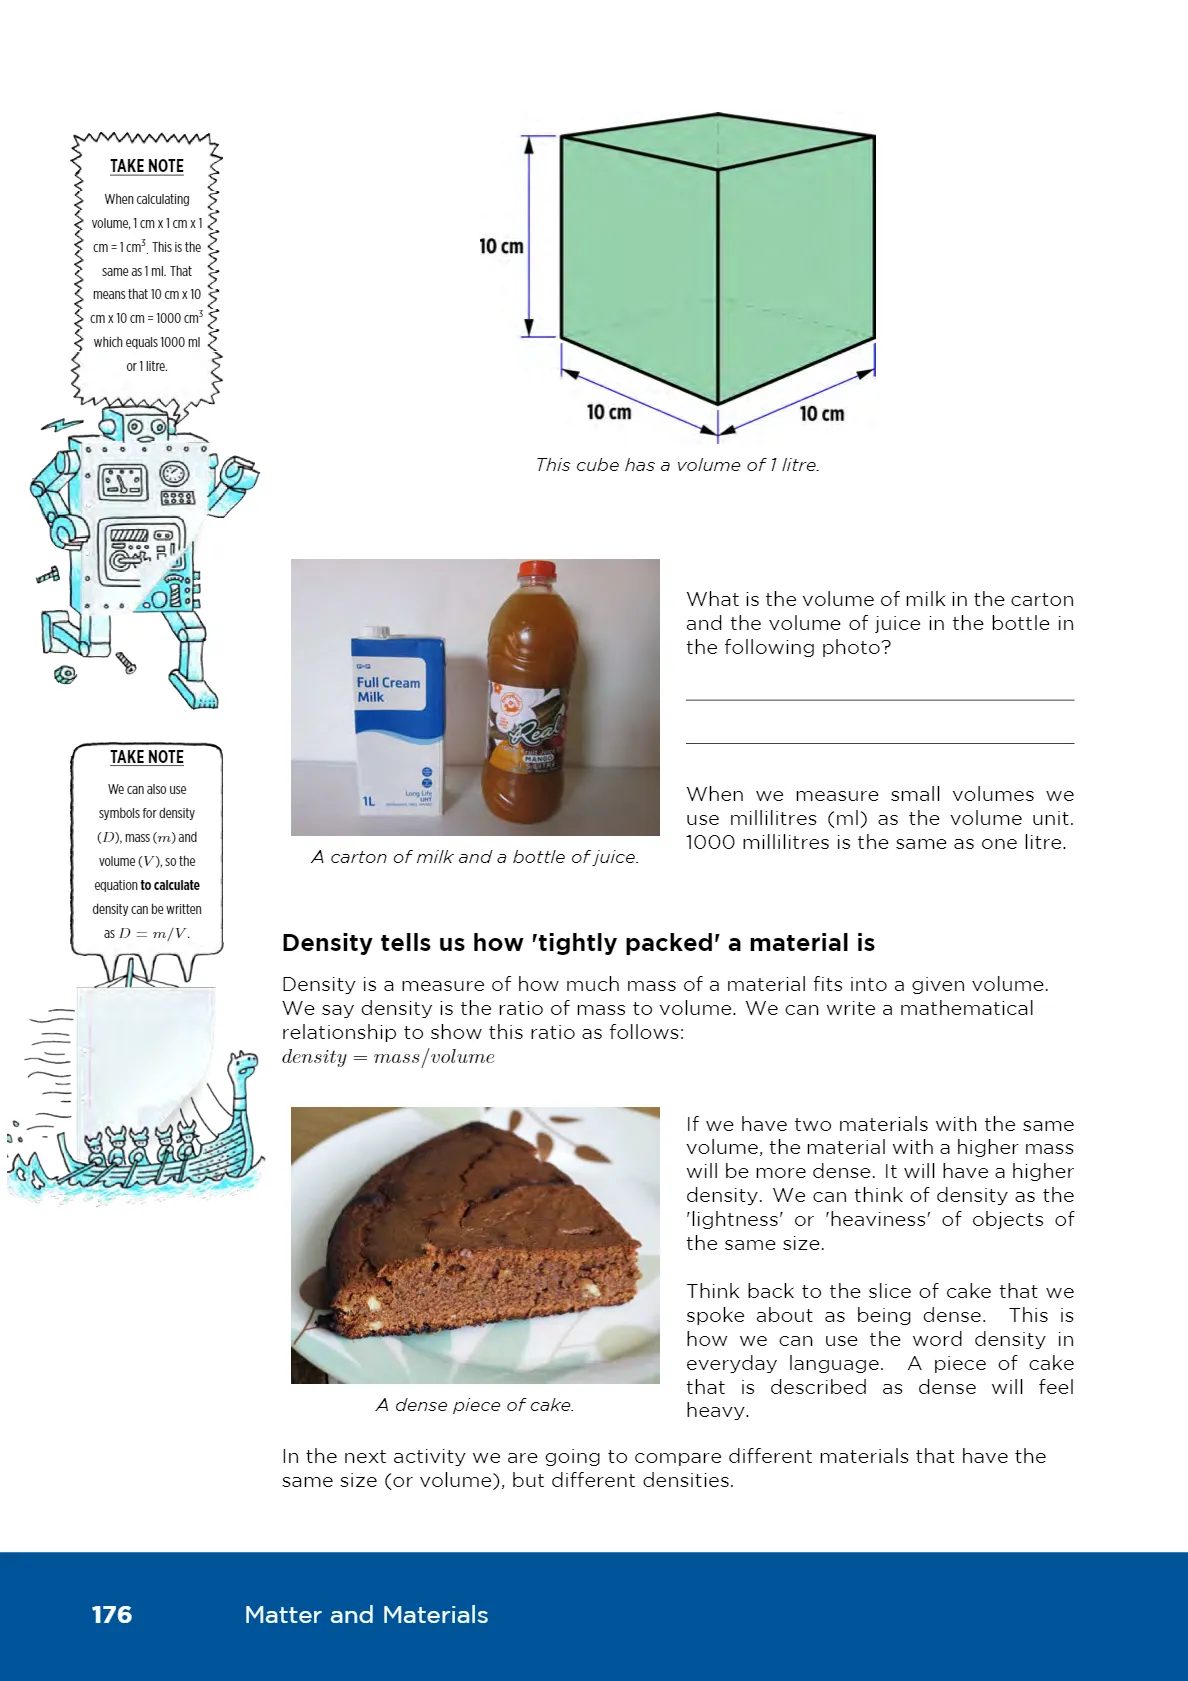 TAKE NOTE
When calculating
volume, 1 cm x 1 cm x 1
cm = 1 cm³. This is the
same as 1 ml. That
means that 10 cm x 10
cm x 10 cm = 1000 cm³
which equals 1000 ml
or 1 litre.
10 cm
10 cm
10 cm
This cube has a volume of 1 litre.
Full Cream
Milk
1L
Long Life
UHT
Real
MANGO
A carton of milk and a bottle of juice.
What is the volume of milk in the carton
and the volume of juice in the bottle in
the following photo?
When we measure small volumes we
use millilitres (ml) as the volume unit.
1000 millilitres is the same as one litre.
TAKE NOTE
We can also use
symbols for density
(D), mass (m) and
volume (V), so the
equation to calculate
density can be written
as D = m/V.
Density tells us how 'tightly packed' a material is
Density is a measure of how much mass of a material fits into a given volume.
We say density is the ratio of mass to volume. We can write a mathematical
relationship to show this ratio as follows:
density = mass/volume
A dense piece of cake.
If we have two materials with the same
volume, the material with a higher mass
will be more dense. It will have a higher
density. We can think of density as the
'lightness' or 'heaviness' of objects of
the same size.
Think back to the slice of cake that we
spoke about as being dense. This is
how we can use the word density in
everyday language. A piece of cake
that is described as dense will feel
heavy.
In the next activity we are going to compare different materials that have the
same size (or volume), but different densities.
176
Matter and Materials